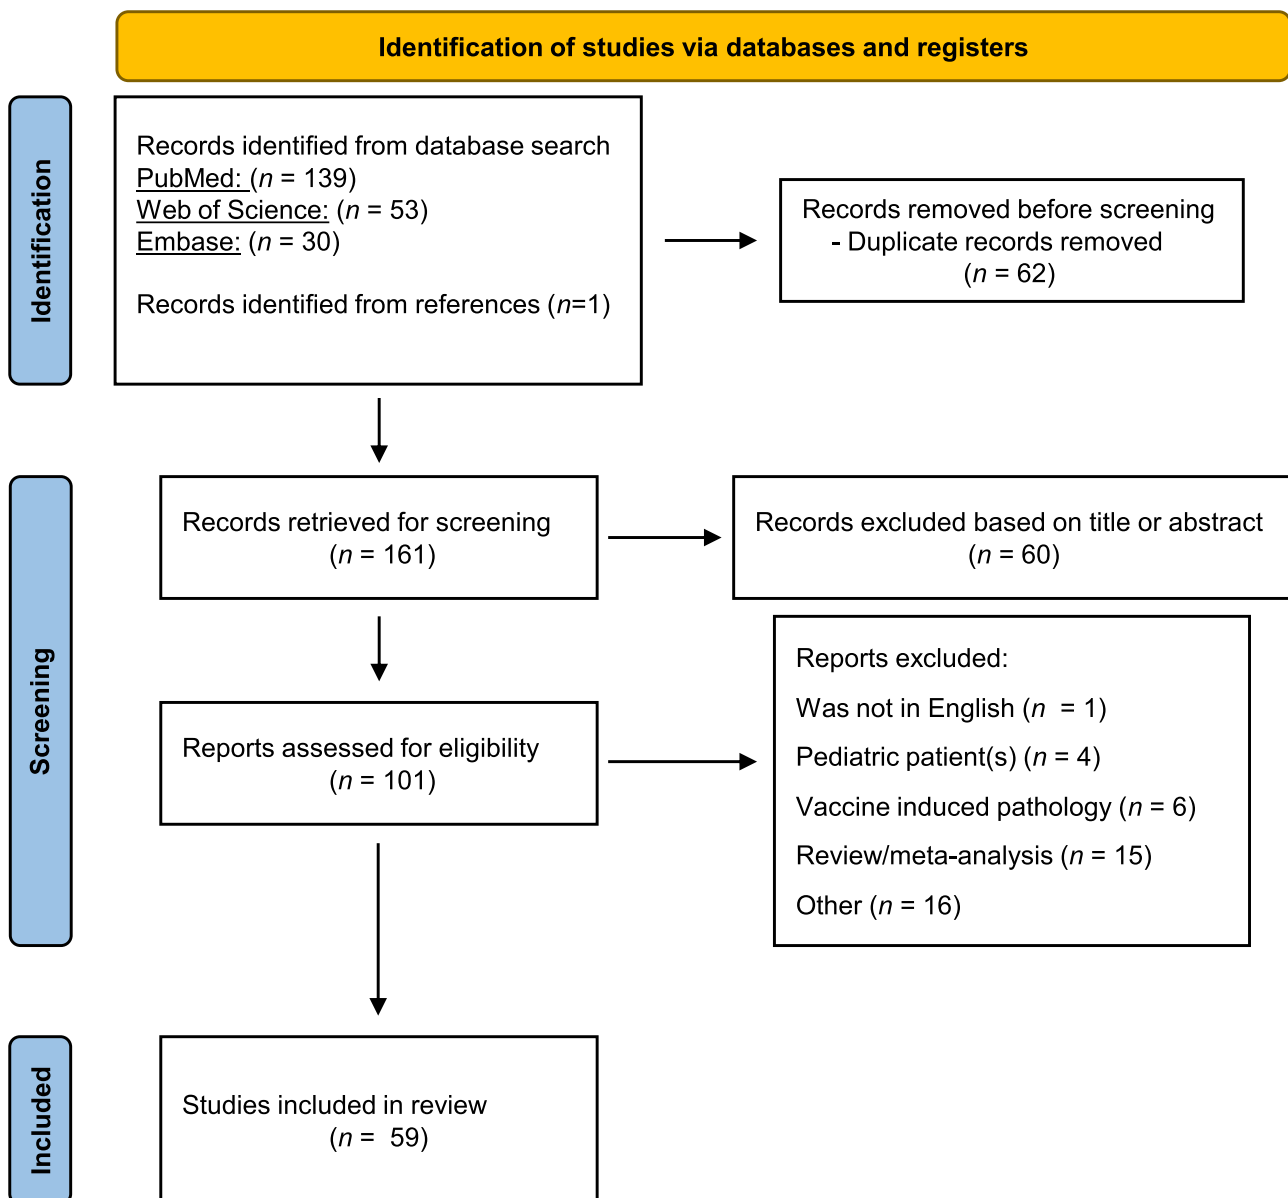 Identification of studies via databases and registers
Identification
Records identified from database search
PubMed: (n = 139)
Web of Science: (n = 53)
Embase: (n = 30)
Records identified from references (n=1)
Records removed before screening
- Duplicate records removed
(n = 62)
Screening
Records retrieved for screening
(n = 161)
Records excluded based on title or abstract
(n = 60)
Reports assessed for eligibility
(n = 101)
Reports excluded:
Was not in English (n = 1)
Pediatric patient(s) (n = 4)
Vaccine induced pathology (n = 6)
Review/meta-analysis (n = 15)
Other (n = 16)
Included
Studies included in review
(n = 59)